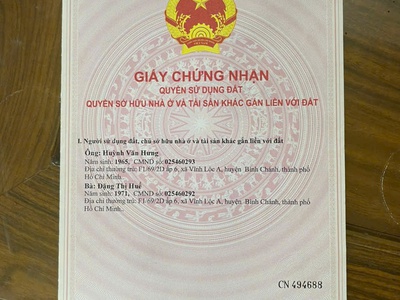 GIẤY CHỨNG NHẬN
QUYỀN SỬ DỤNG ĐẤT
QUYỀN SỞ HỮU NHÀ Ở VÀ TÀI SẢN KHÁC GẮN LIỀN VỚI ĐẤT
I. Người sử dụng đất, chủ sở hữu nhà ở và tài sản khác gắn liền với đất
Ông: Huỳnh Văn Hưng
Năm sinh: 1965, CMND số:025460293
Địa chỉ thường trú: F1/69/2D ấp 6, xã Vĩnh Lộc A, huyện Bình Chánh, thành phố
Hồ Chí Minh.
Bà: Đặng Thị Huế
Năm sinh: 1971, CMND số:025460292
Địa chỉ thường trú: F1/69/2D ấp 6, xã Vĩnh Lộc A, huyện Bình Chánh, thành phố
Hồ Chí Minh.
CN 494688